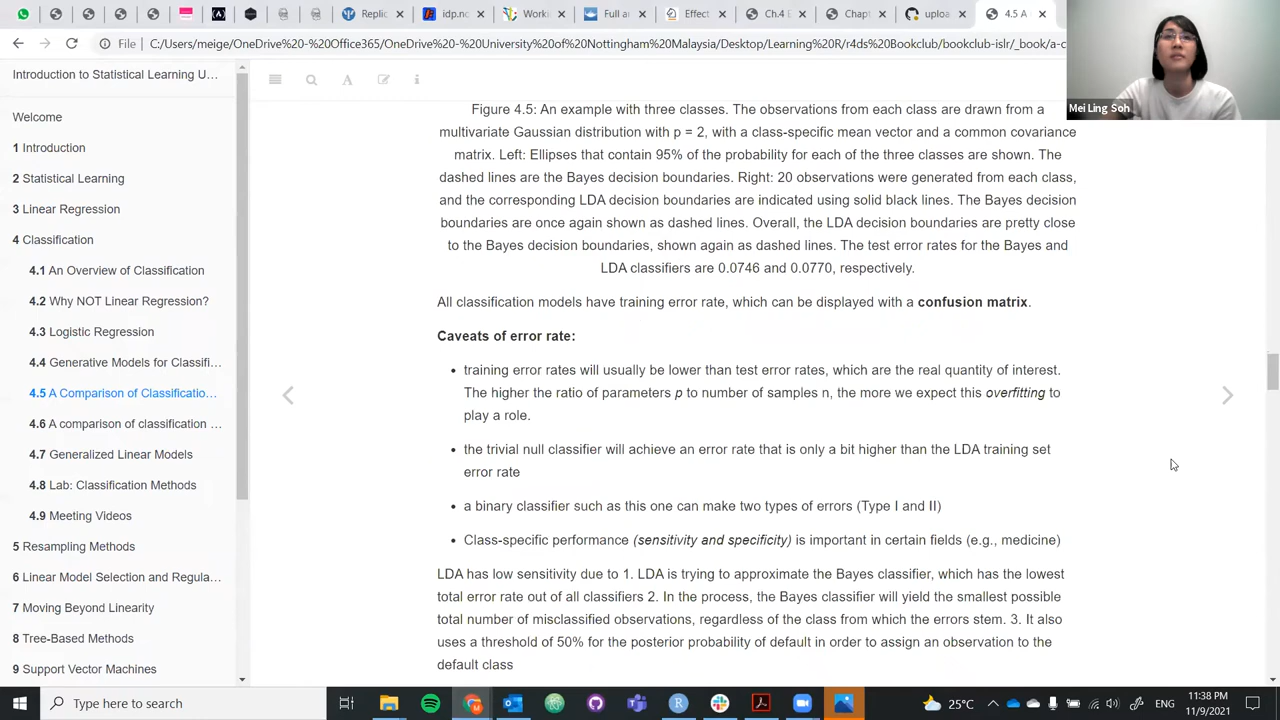 Replic
idp.nc
Workin
Full ar
Effect
Ch.4 E
Chapt
uploa
4.5 A
File | C:/Users/meige/OneDrive%20-%20Office365/OneDrive%20-%20University%20of%20Nottingham%20Malaysia/Desktop/Learning%20R/r4ds%20Bookclub/bookclub-islr/_book/a-c
Mei Ling Soh
Introduction to Statistical Learning U...
Welcome
1 Introduction
2 Statistical Learning
3 Linear Regression
4 Classification
4.1 An Overview of Classification
4.2 Why NOT Linear Regression?
4.3 Logistic Regression
4.4 Generative Models for Classifi...
4.5 A Comparison of Classificatio...
4.6 A comparison of classification ...
4.7 Generalized Linear Models
4.8 Lab: Classification Methods
4.9 Meeting Videos
5 Resampling Methods
6 Linear Model Selection and Regula...
7 Moving Beyond Linearity
8 Tree-Based Methods
9 Support Vector Machines
Figure 4.5: An example with three classes. The observations from each class are drawn from a
multivariate Gaussian distribution with p = 2, with a class-specific mean vector and a common covariance
matrix. Left: Ellipses that contain 95% of the probability for each of the three classes are shown. The
dashed lines are the Bayes decision boundaries. Right: 20 observations were generated from each class,
and the corresponding LDA decision boundaries are indicated using solid black lines. The Bayes decision
boundaries are once again shown as dashed lines. Overall, the LDA decision boundaries are pretty close
to the Bayes decision boundaries, shown again as dashed lines. The test error rates for the Bayes and
LDA classifiers are 0.0746 and 0.0770, respectively.
All classification models have training error rate, which can be displayed with a confusion matrix.
Caveats of error rate:
• training error rates will usually be lower than test error rates, which are the real quantity of interest.
The higher the ratio of parameters p to number of samples n, the more we expect this overfitting to
play a role.
• the trivial null classifier will achieve an error rate that is only a bit higher than the LDA training set
error rate
• a binary classifier such as this one can make two types of errors (Type I and II)
• Class-specific performance (sensitivity and specificity) is important in certain fields (e.g., medicine)
LDA has low sensitivity due to 1. LDA is trying to approximate the Bayes classifier, which has the lowest
total error rate out of all classifiers 2. In the process, the Bayes classifier will yield the smallest possible
total number of misclassified observations, regardless of the class from which the errors stem. 3. It also
uses a threshold of 50% for the posterior probability of default in order to assign an observation to the
default class
Type here to search
25°C
ENG
11:38 PM
11/9/2021